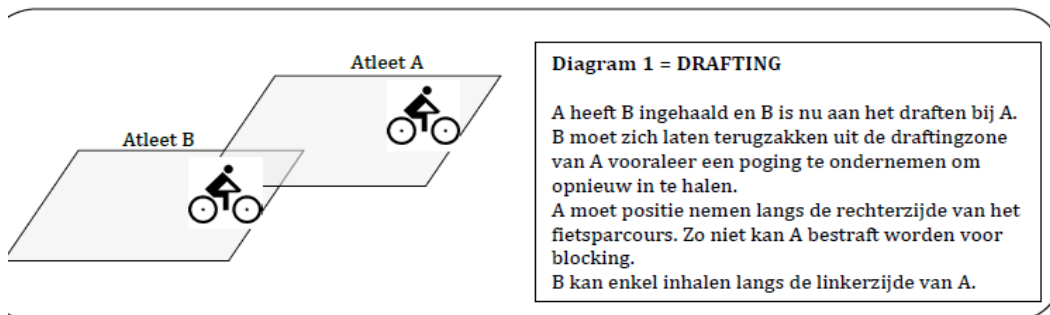 Atleet A
Atleet B
Diagram 1 = DRAFTING
A heeft B ingehaald en B is nu aan het draften bij A.
B moet zich laten terugzakken uit de draftingzone
van A vooraleer een poging te ondernemen om
opnieuw in te halen.
A moet positie nemen langs de rechterzijde van het
fietsparcours. Zo niet kan A bestraft worden voor
blocking.
B kan enkel inhalen langs de linkerzijde van A.